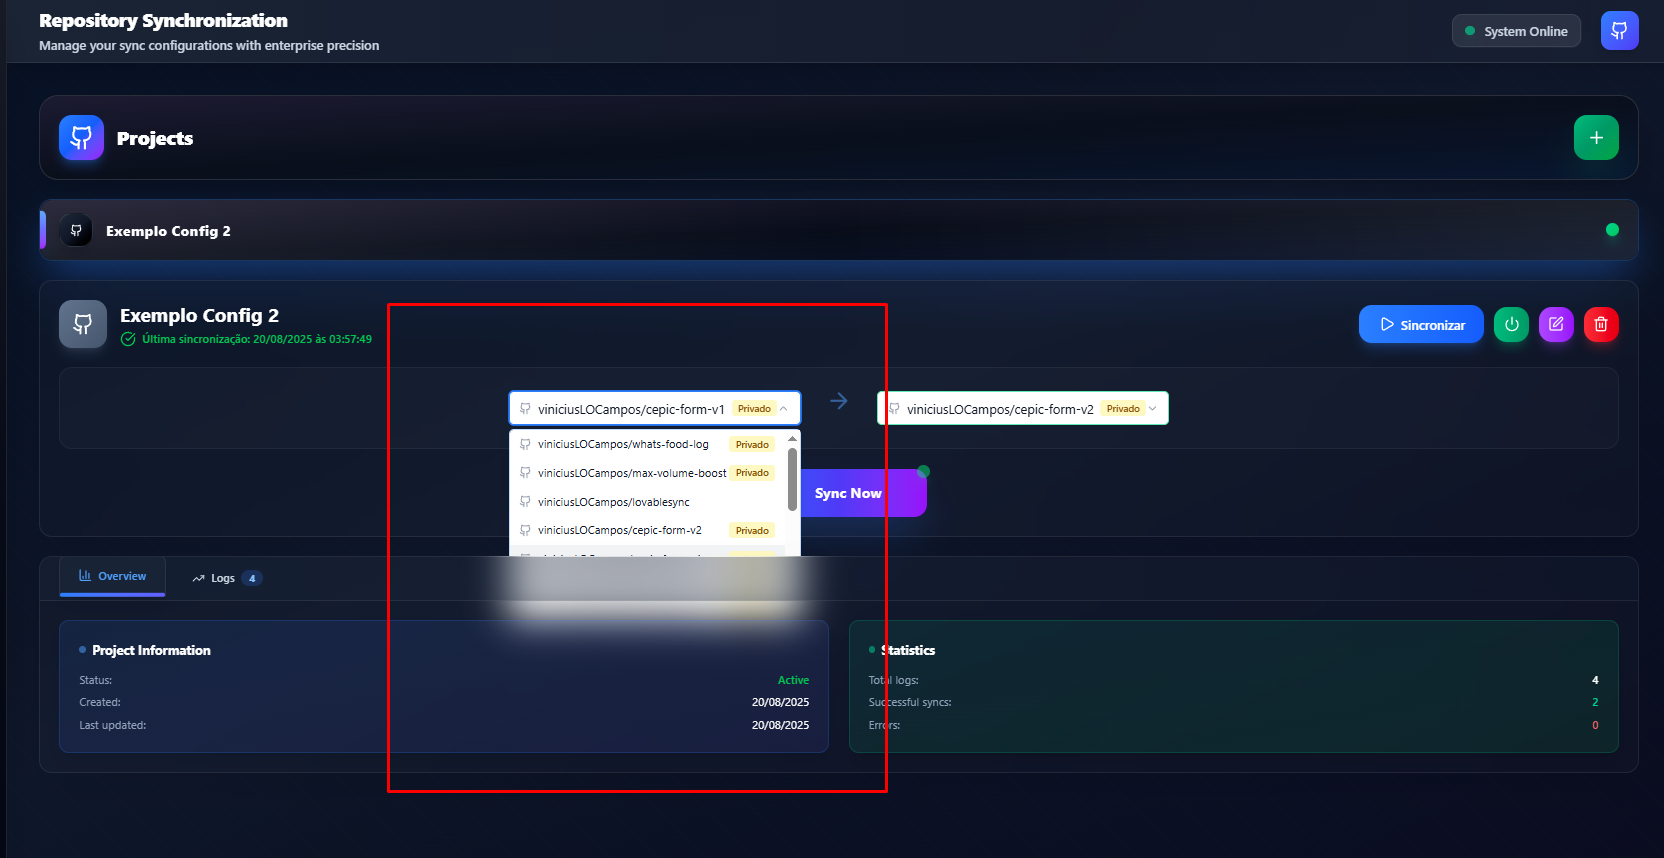 Repository Synchronization
Manage your sync configurations with enterprise precision
System Online
Projects
Exemplo Config 2
Exemplo Config 2
Última sincronização: 20/08/2025 às 03:57:49
Sincronizar
viniciusLOCampos/cepic-form-v1 Privado
viniciusLOCampos/cepic-form-v2 Privado
viniciusLOCampos/whats-food-log Privado
viniciusLOCampos/max-volume-boost Privado
viniciusLOCampos/lovablesync
viniciusLOCampos/cepic-form-v2 Privado
Sync Now
Overview
Logs 4
Project Information
Status: Active
Created: 20/08/2025
Last updated: 20/08/2025
Statistics
Total logs: 4
Successful syncs: 2
Errors: 0